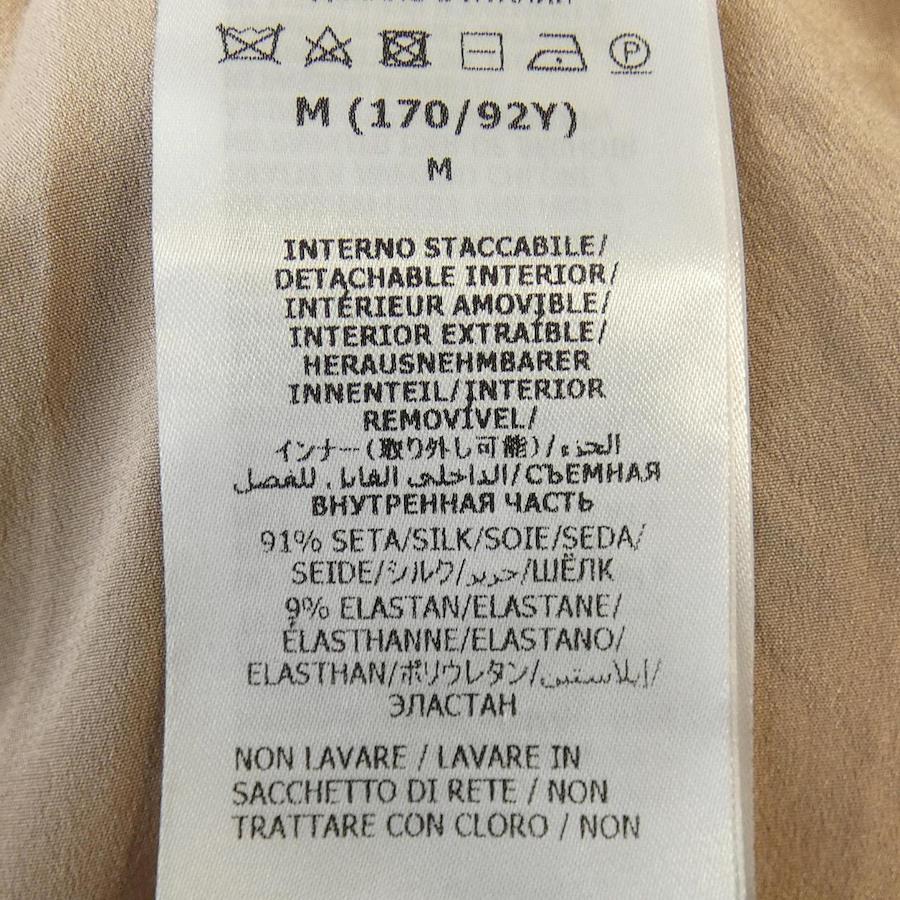 P
M (170/92Y)
M
INTERNO STACCABILE/
DETACHABLE INTERIOR/
INTÉRIEUR AMOVIBLE/
INTERIOR EXTRAÍBLE/
HERAUSNEHMBARER
INNENTEIL/INTERIOR
REMOVÍVEL/
インナー(取り外し可能)/الجزء
الداخلي القابل للفصل/СЪЕМНАЯ
ВНУТРЕННАЯ ЧАСТЬ
91% SETA/SILK/SOIE/SEDA/
SEIDE/シルク/حرير/ШЁЛК
9% ELASTAN/ELASTANE/
ÉLASTHANNE/ELASTANO/
ELASTHAN/ポリウレタン/إيلاستين/
ЭЛАСТАН
NON LAVARE / LAVARE IN
SACCHETTO DI RETE / NON
TRATTARE CON CLORO / NON